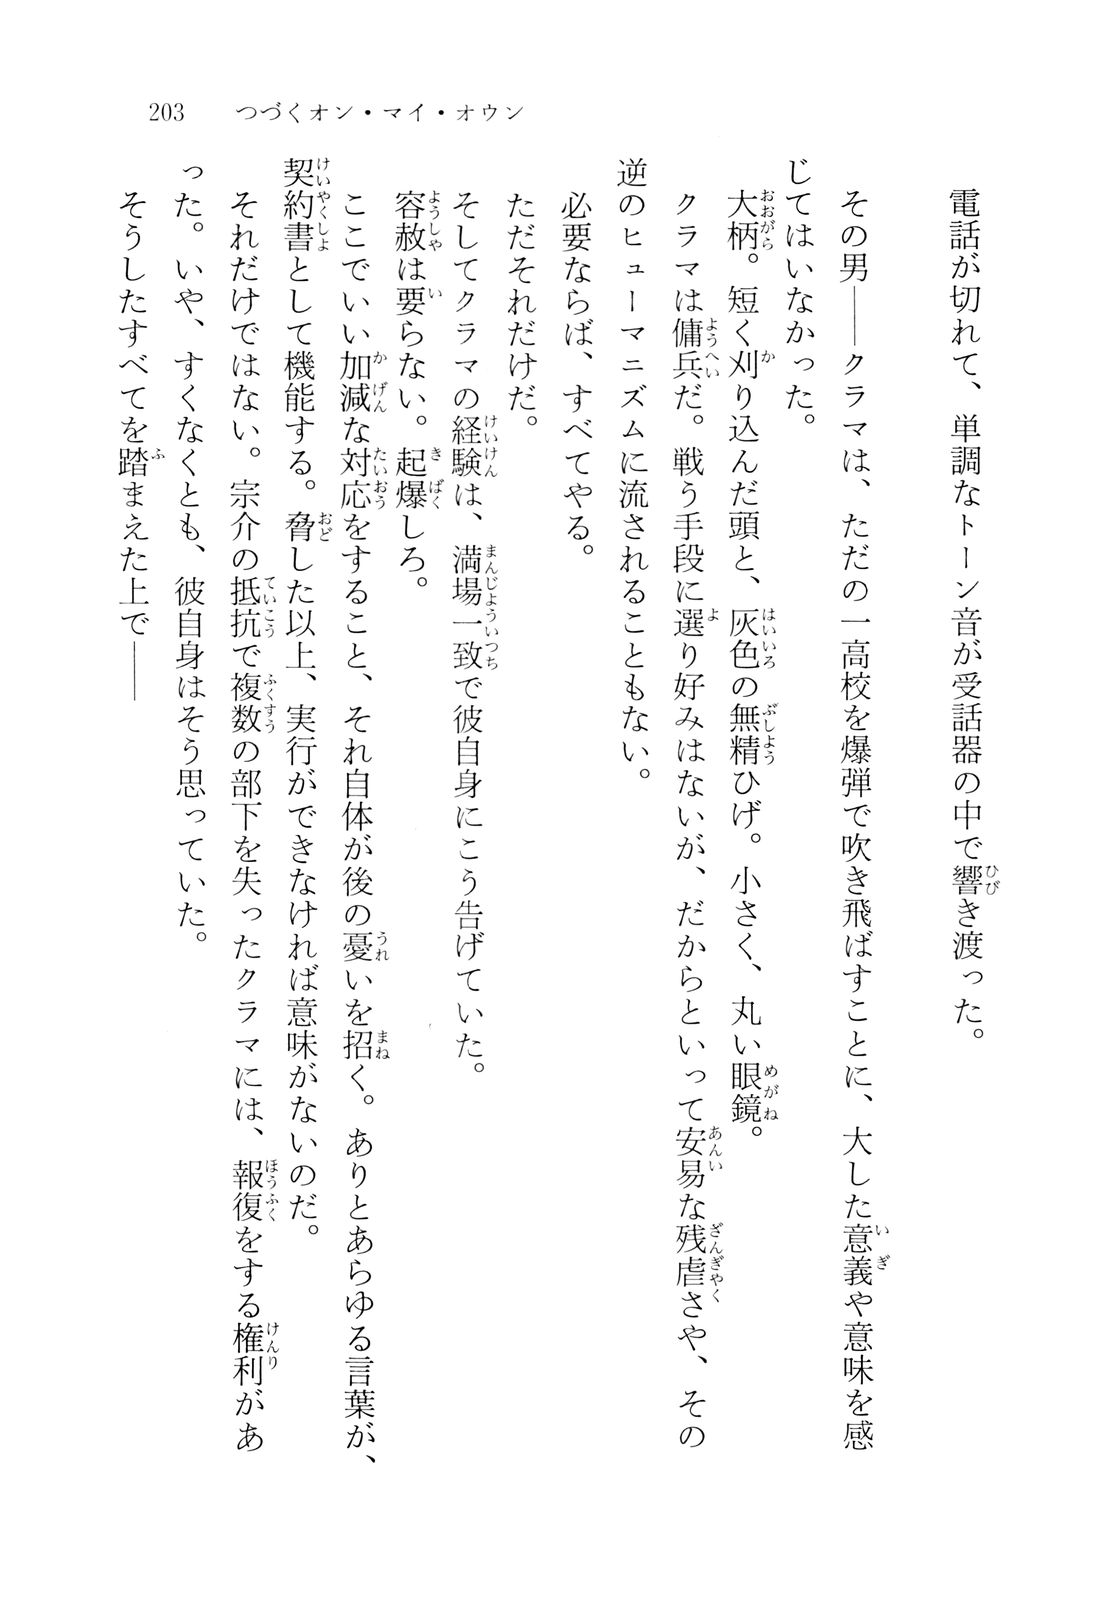 203　つづくオン・マイ・オウン
電話が切れて、単調なトーン音が受話器の中で響き渡った。
その男――クラマは、ただの一高校を爆弾で吹き飛ばすことに、大した意義や意味を感
じてはいなかった。
大柄。短く刈り込んだ頭と、灰色の無精ひげ。小さく、丸い眼鏡。
クラマは傭兵だ。戦う手段に選り好みはないが、だからといって安易な残虐さや、その
逆のヒューマニズムに流されることもない。
必要ならば、すべてやる。
ただそれだけだ。
そしてクラマの経験は、満場一致で彼自身にこう告げていた。
容赦は要らない。起爆しろ。
ここでいい加減な対応をすること、それ自体が後の憂いを招く。ありとあらゆる言葉が、
契約書として機能する。脅した以上、実行ができなければ意味がないのだ。
それだけではない。宗介の抵抗で複数の部下を失ったクラマには、報復をする権利があ
った。いや、すくなくとも、彼自身はそう思っていた。
そうしたすべてを踏まえた上で――